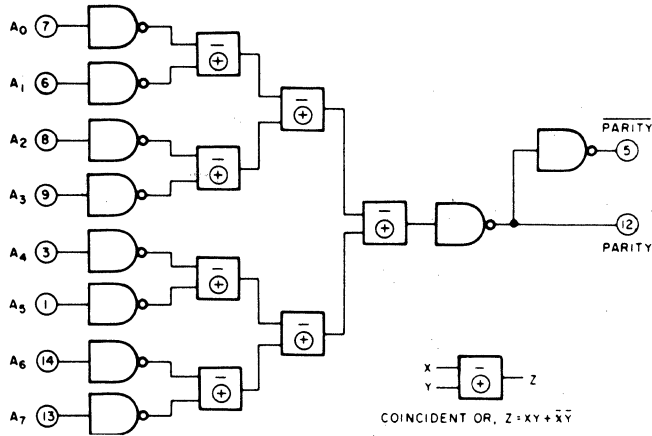 A0 7
A1 6
A2 8
A3 9
A4 3
A5 1
A6 14
A7 13
PARITY
5
12
PARITY
X
Y
Z
COINCIDENT OR, Z = XY + X̄Ȳ